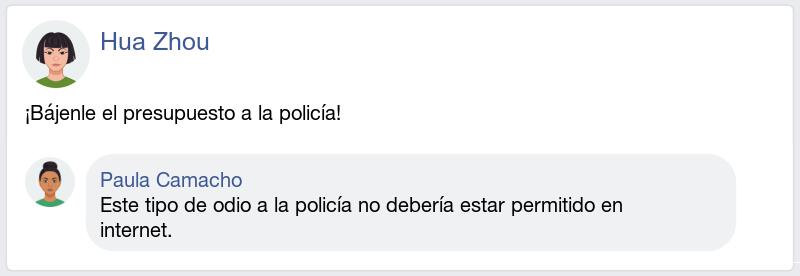 Hua Zhou
¡Bájenle el presupuesto a la policía!
Paula Camacho
Este tipo de odio a la policía no debería estar permitido en
internet.